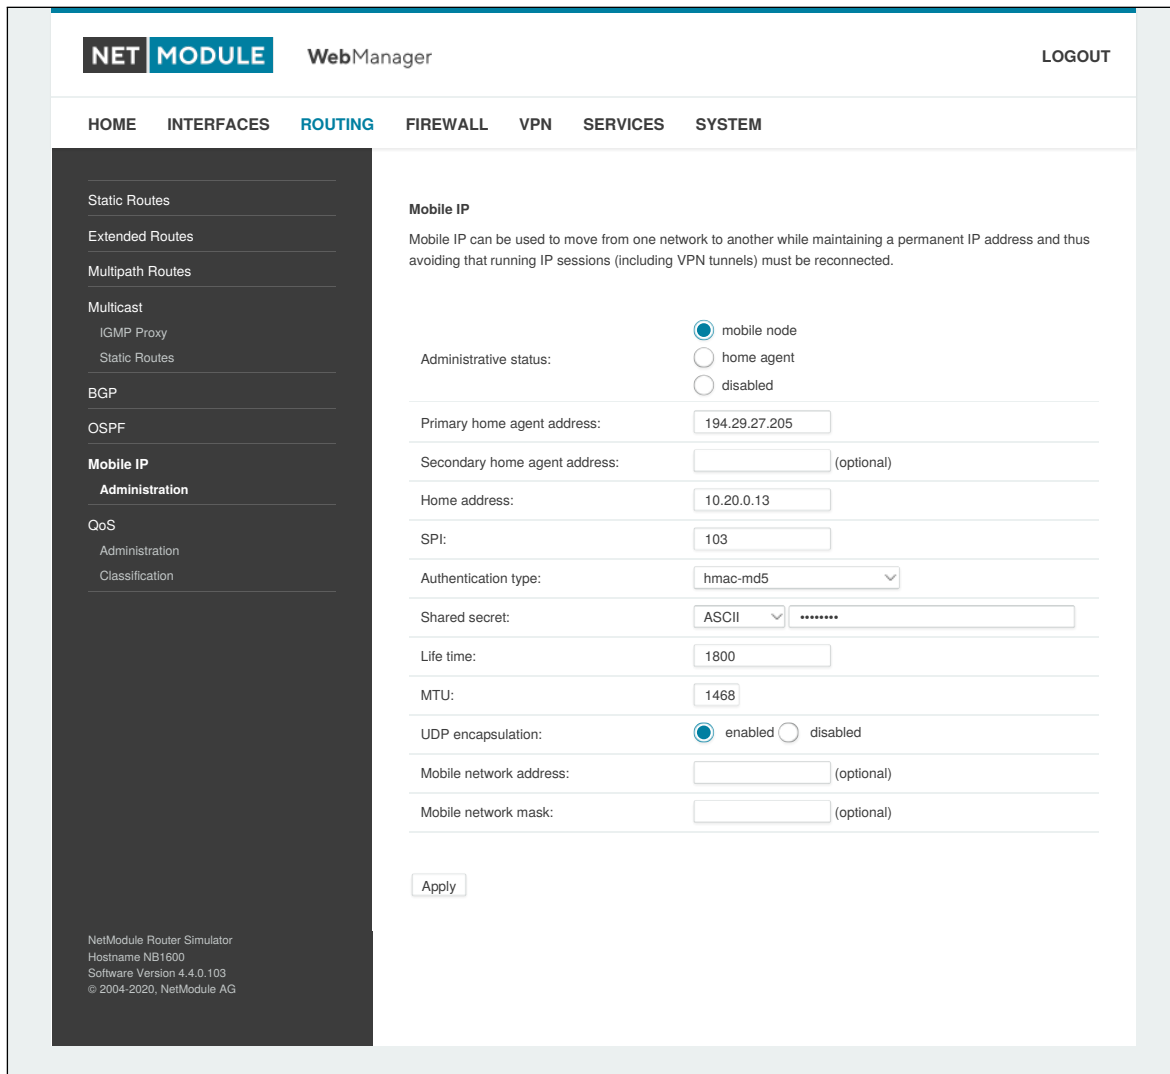 NET MODULE WebManager LOGOUT
HOME INTERFACES ROUTING FIREWALL VPN SERVICES SYSTEM
Static Routes
Extended Routes
Multipath Routes
Multicast
IGMP Proxy
Static Routes
BGP
OSPF
Mobile IP
Administration
QoS
Administration
Classification
NetModule Router Simulator
Hostname NB1600
Software Version 4.4.0.103
© 2004-2020, NetModule AG
Mobile IP
Mobile IP can be used to move from one network to another while maintaining a permanent IP address and thus
avoiding that running IP sessions (including VPN tunnels) must be reconnected.
Administrative status:
mobile node
home agent
disabled
Primary home agent address: 194.29.27.205
Secondary home agent address: (optional)
Home address: 10.20.0.13
SPI: 103
Authentication type: hmac-md5
Shared secret: ASCII ••••••••
Life time: 1800
MTU: 1468
UDP encapsulation: enabled disabled
Mobile network address: (optional)
Mobile network mask: (optional)
Apply